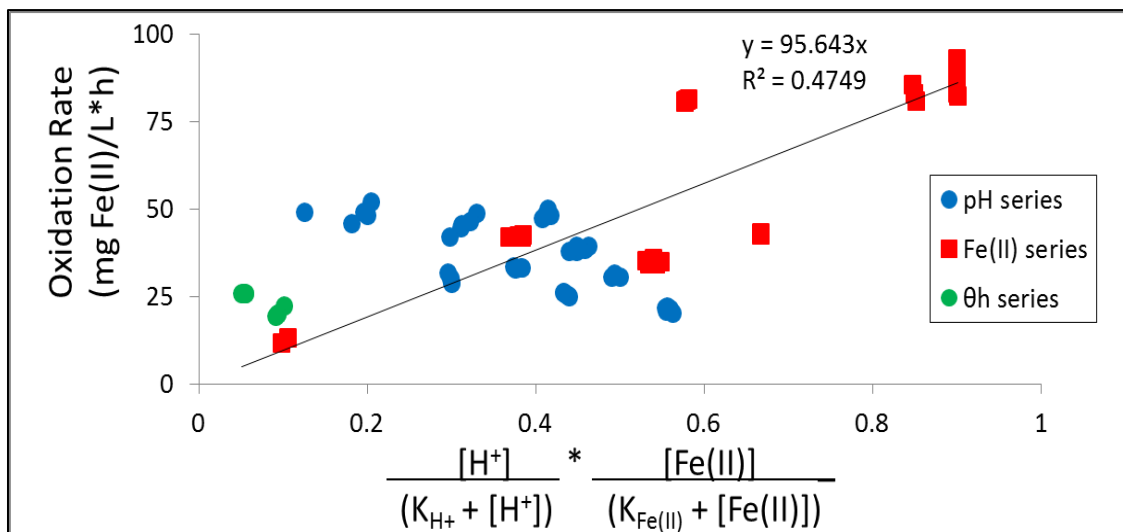 100
75
50
25
0
Oxidation Rate
(mg Fe(II)/L*h)
y = 95.643x
R² = 0.4749
pH series
Fe(II) series
θh series
0 0.2 0.4 0.6 0.8 1
[H⁺] * [Fe(II)]
(K_H+ + [H⁺]) (K_Fe(II) + [Fe(II)])